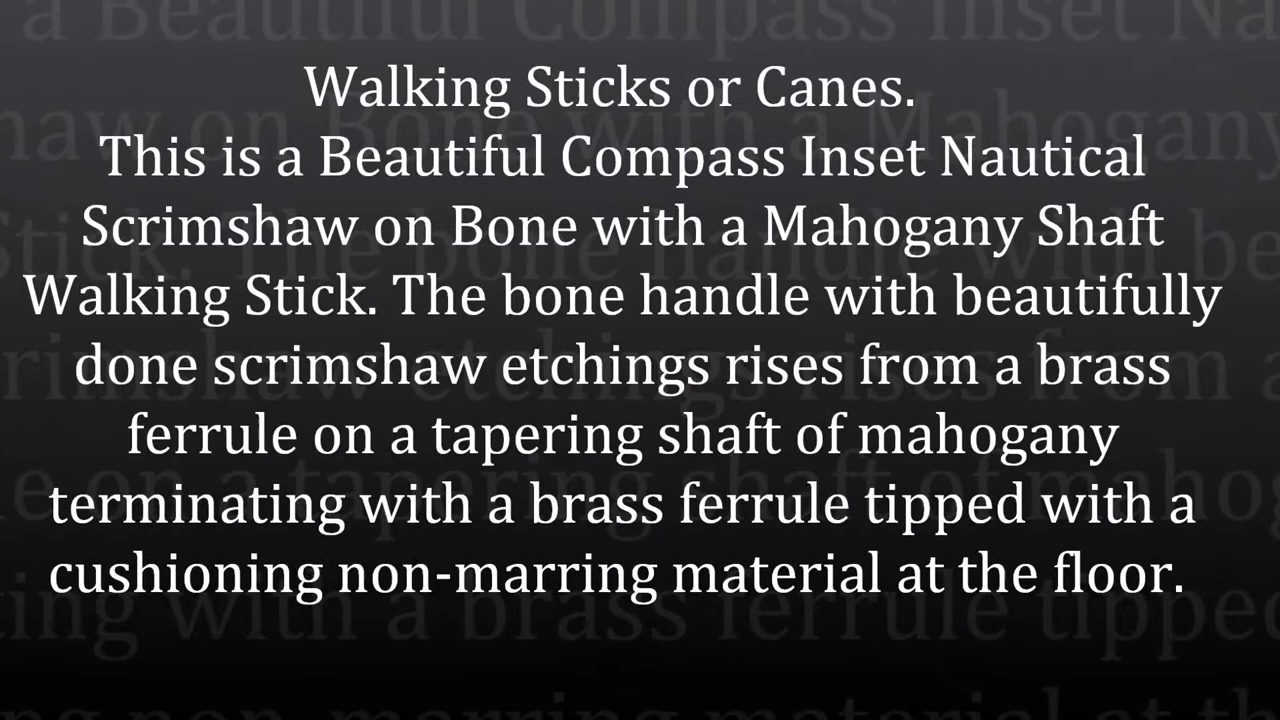 Walking Sticks or Canes.
This is a Beautiful Compass Inset Nautical
Scrimshaw on Bone with a Mahogany Shaft
Walking Stick. The bone handle with beautifully
done scrimshaw etchings rises from a brass
ferrule on a tapering shaft of mahogany
terminating with a brass ferrule tipped with a
cushioning non-marring material at the floor.